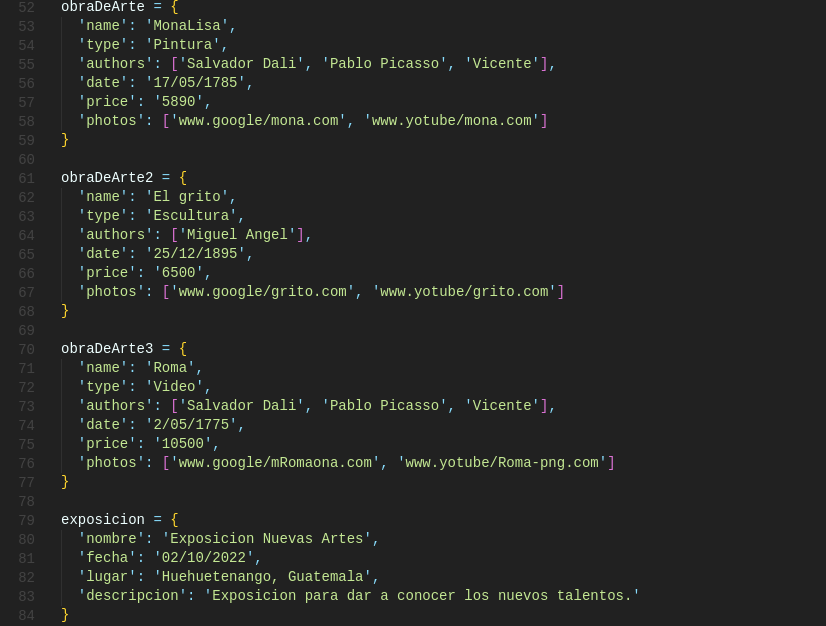 52 obraDeArte = {
53 'name': 'MonaLisa',
54 'type': 'Pintura',
55 'authors': ['Salvador Dali', 'Pablo Picasso', 'Vicente'],
56 'date': '17/05/1785',
57 'price': '5890',
58 'photos': ['www.google/mona.com', 'www.yotube/mona.com']
59 }
60
61 obraDeArte2 = {
62 'name': 'El grito',
63 'type': 'Escultura',
64 'authors': ['Miguel Angel'],
65 'date': '25/12/1895',
66 'price': '6500',
67 'photos': ['www.google/grito.com', 'www.yotube/grito.com']
68 }
69
70 obraDeArte3 = {
71 'name': 'Roma',
72 'type': 'Video',
73 'authors': ['Salvador Dali', 'Pablo Picasso', 'Vicente'],
74 'date': '2/05/1775',
75 'price': '10500',
76 'photos': ['www.google/mRomaona.com', 'www.yotube/Roma-png.com']
77 }
78
79 exposicion = {
80 'nombre': 'Exposicion Nuevas Artes',
81 'fecha': '02/10/2022',
82 'lugar': 'Huehuetenango, Guatemala',
83 'descripcion': 'Exposicion para dar a conocer los nuevos talentos.'
84 }